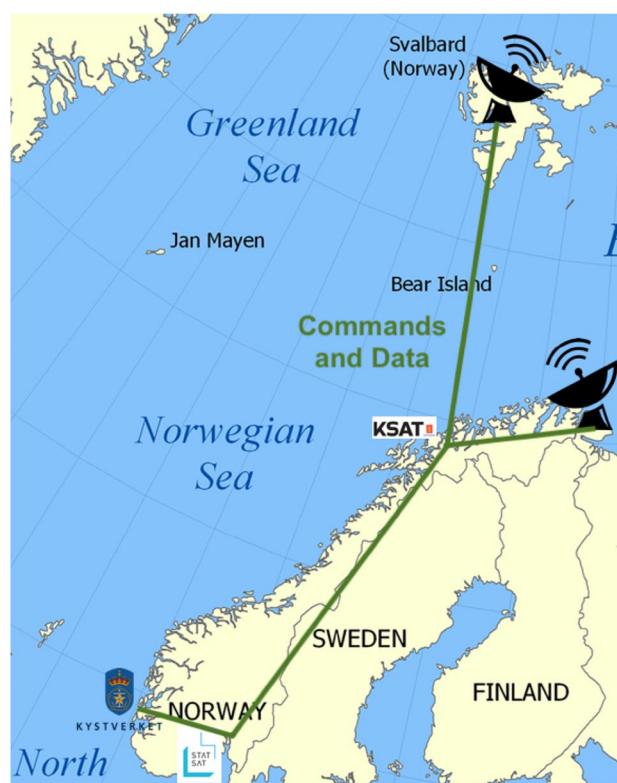 Svalbard
(Norway)
Greenland
Sea
Jan Mayen
Bear Island
Commands
and Data
KSAT
Norwegian
Sea
SWEDEN
FINLAND
NORWAY
KYSTVERKET
STAT
SAT
North